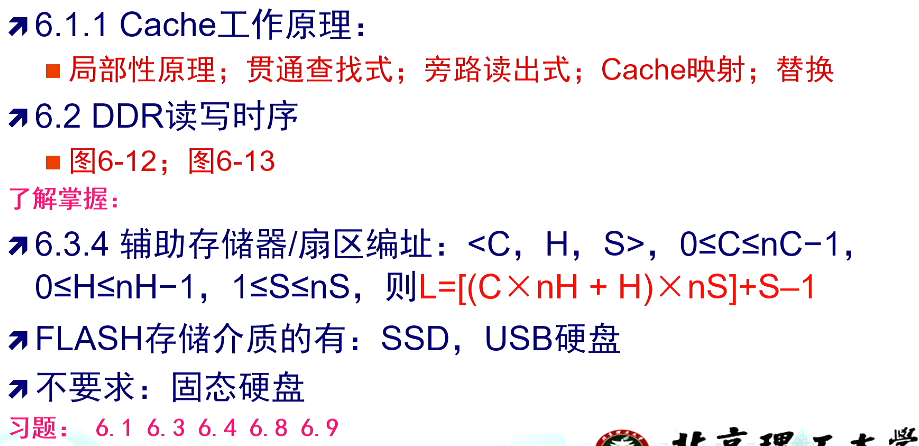 6.1.1 Cache工作原理：
局部性原理；贯通查找式；旁路读出式；Cache映射；替换
6.2 DDR读写时序
图6-12；图6-13
了解掌握：
6.3.4 辅助存储器/扇区编址：<C，H，S>，0≤C≤nC−1，
0≤H≤nH−1，1≤S≤nS，则L=[(C×nH + H)×nS]+S–1
FLASH存储介质的有：SSD，USB硬盘
不要求：固态硬盘
习题： 6.1 6.3 6.4 6.8 6.9